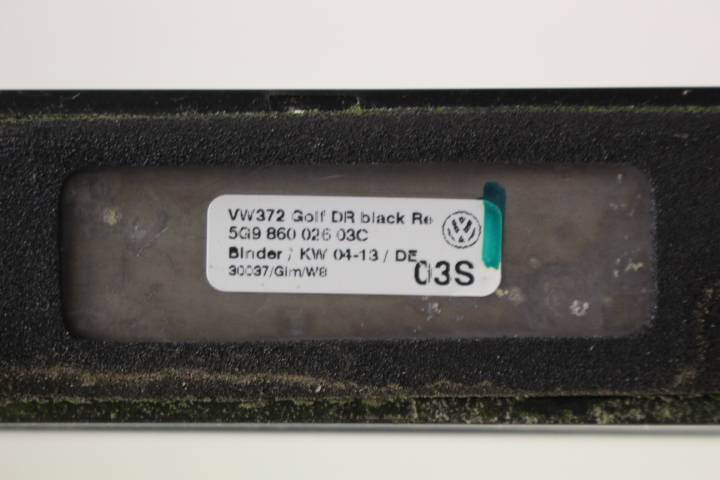 VW372 Golf DR black Re
5G9 860 026 03C
Binder / KW 04-13 / DE
30037/Glm/W8
03S